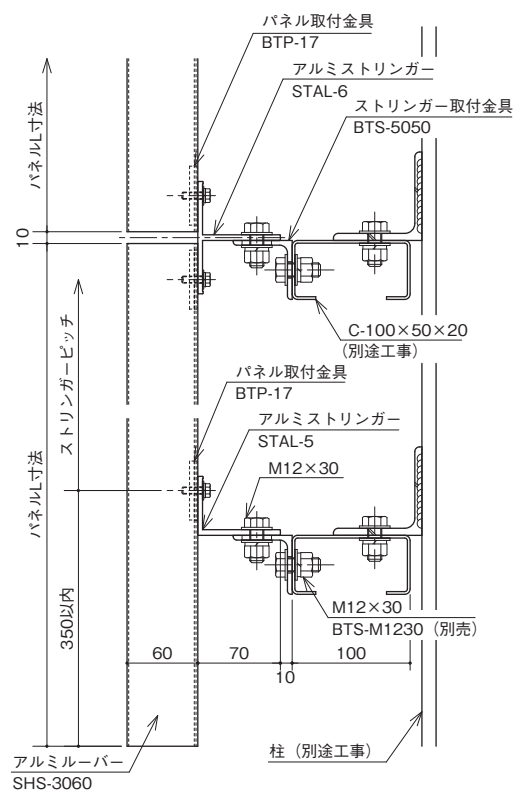 パネル取付金具
BTP-17
アルミストリンガー
STAL-6
ストリンガー取付金具
BTS-5050
パネルL寸法
10
ストリンガーピッチ
C-100×50×20
(別途工事)
パネル取付金具
BTP-17
アルミストリンガー
STAL-5
M12×30
パネルL寸法
350以内
M12×30
BTS-M1230（別売）
60
70
10
100
柱（別途工事）
アルミルーバー
SHS-3060